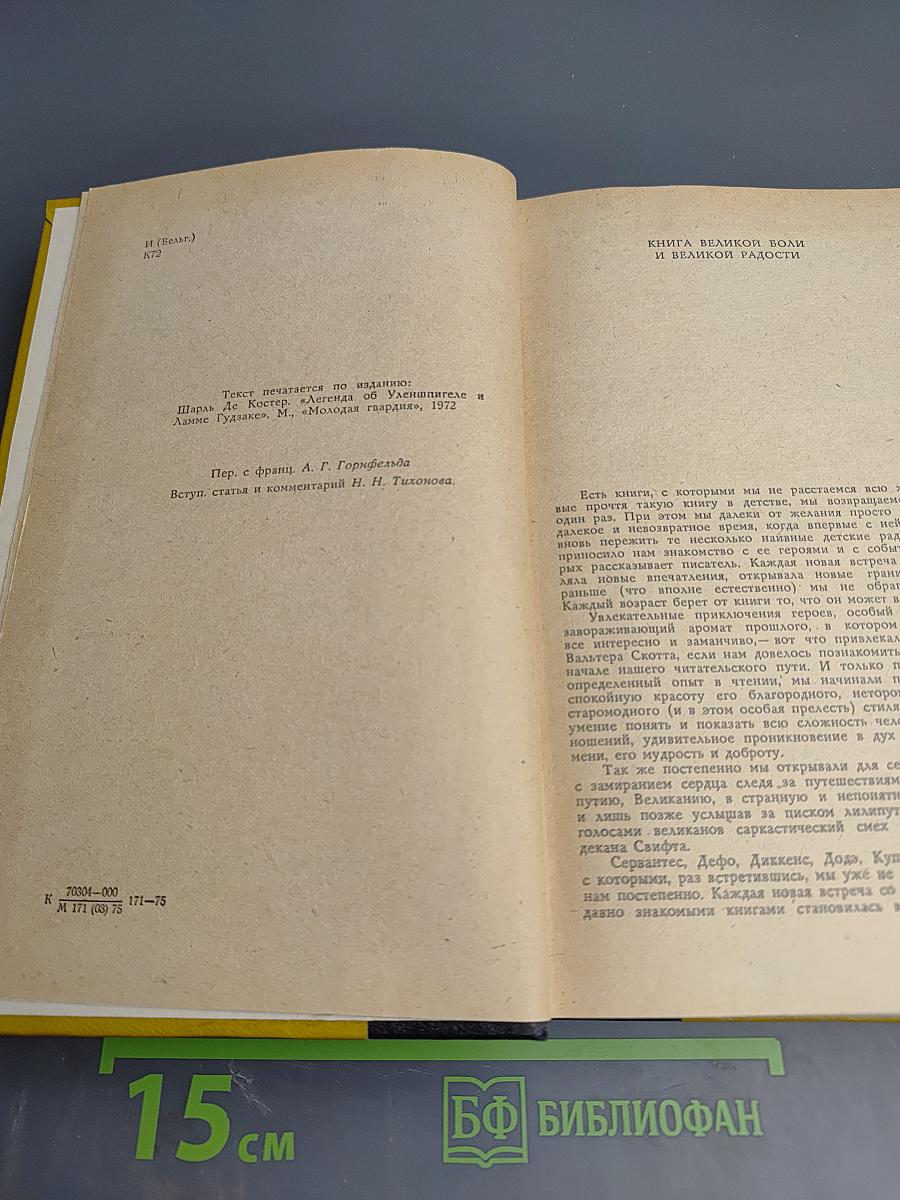 И (Бельг.)
К72
Текст печатается по изданию:
Шарль Де Костер. «Легенда об Уленшпигеле и
Ламме Гудзаке». М., «Молодая гвардия», 1972
Пер. с франц. А. Г. Горнфельда
Вступ. статья и комментарий Н. Н. Тихонова.
К 70304—000 171—75
М 171 (03) 75
КНИГА ВЕЛИКОЙ БОЛИ
И ВЕЛИКОЙ РАДОСТИ
Есть книги, с которыми мы не расстаемся всю
вые прочтя такую книгу в детстве, мы возвращаем
один раз. При этом мы далеки от желания просто
далекое и невозвратное время, когда впервые с ней
вновь пережить те несколько наивные детские рад
приносило нам знакомство с ее героями и с собы
рых рассказывает писатель. Каждая новая встреча
ляла новые впечатления, открывала новые грани
раньше (что вполне естественно) мы не обра
Каждый возраст берет от книги то, что он может в
Увлекательные приключения героев, особый
завораживающий аромат прошлого, в котором
все интересно и заманчиво,— вот что привлекал
Вальтера Скотта, если нам довелось познакомить
начале нашего читательского пути. И только п
определенный опыт в чтении, мы начинали п
спокойную красоту его благородного, неторо
старомодного (и в этом особая прелесть) стиля
умение понять и показать всю сложность чел
ношений, удивительное проникновение в дух
мени, его мудрость и доброту.
Так же постепенно мы открывали для се
с замиранием сердца следя за путешествиям
путию, Великанию, в странную и непоняти
и лишь позже услышав за писком лилипут
голосами великанов саркастический смех
декана Свифта.
Сервантес, Дефо, Диккенс, Додэ, Куп
с которыми, раз встретившись, мы уже не
нам постепенно. Каждая новая встреча со
давно знакомыми книгами становилась в
15 см
БФ БИБЛИОФАН